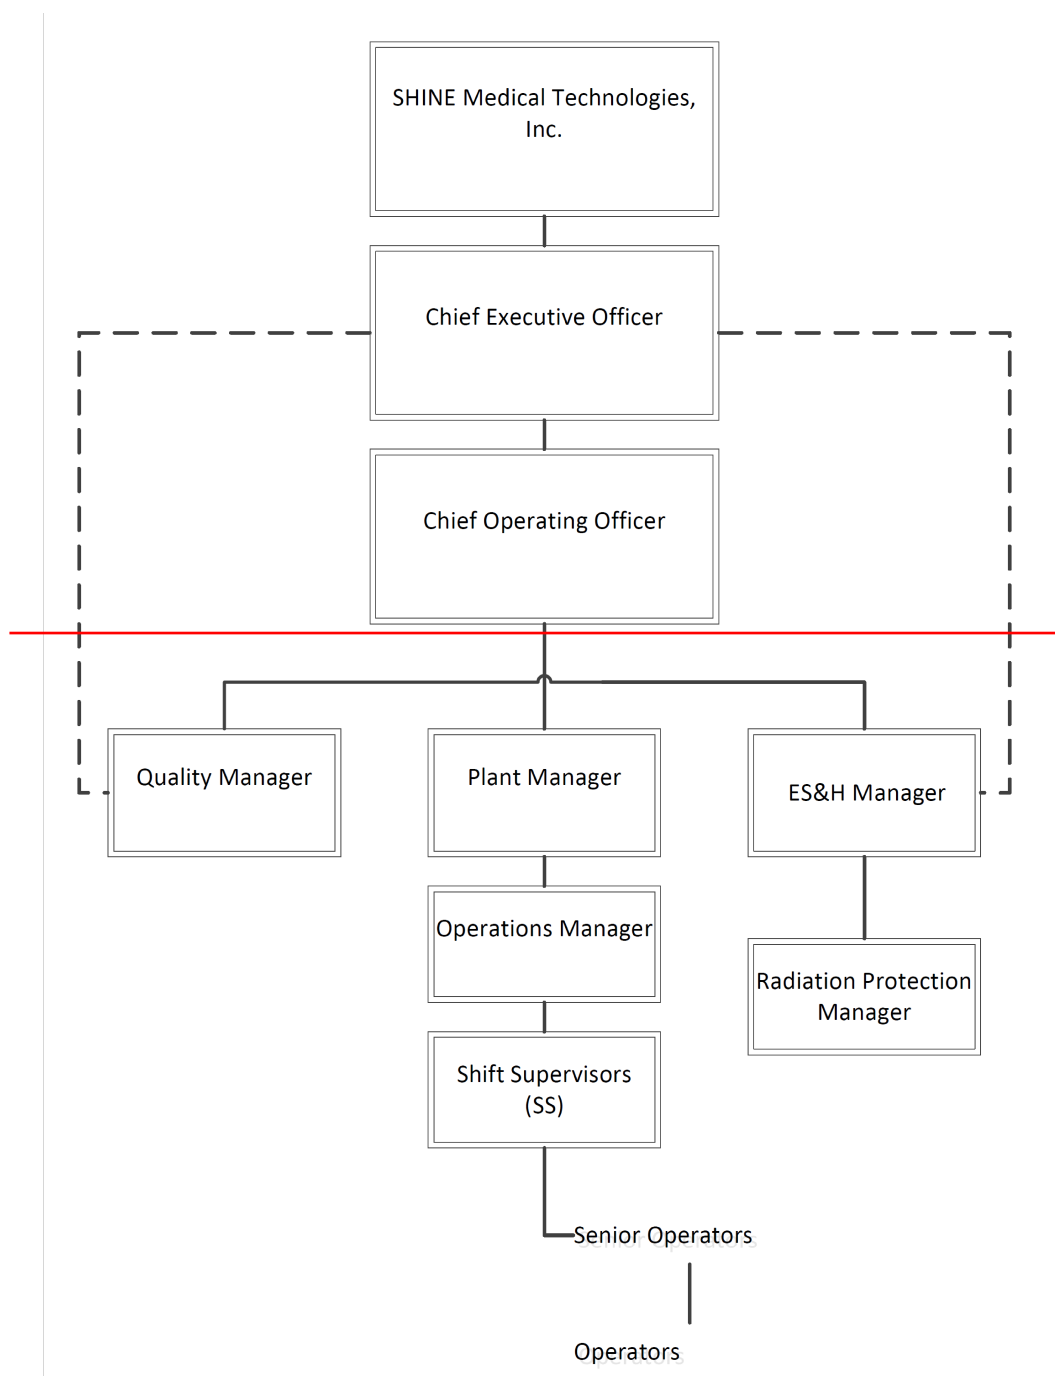 SHINE Medical Technologies,
Inc.
Chief Executive Officer
Chief Operating Officer
Quality Manager
Plant Manager
ES&H Manager
Operations Manager
Radiation Protection
Manager
Shift Supervisors
(SS)
Senior Operators
Operators